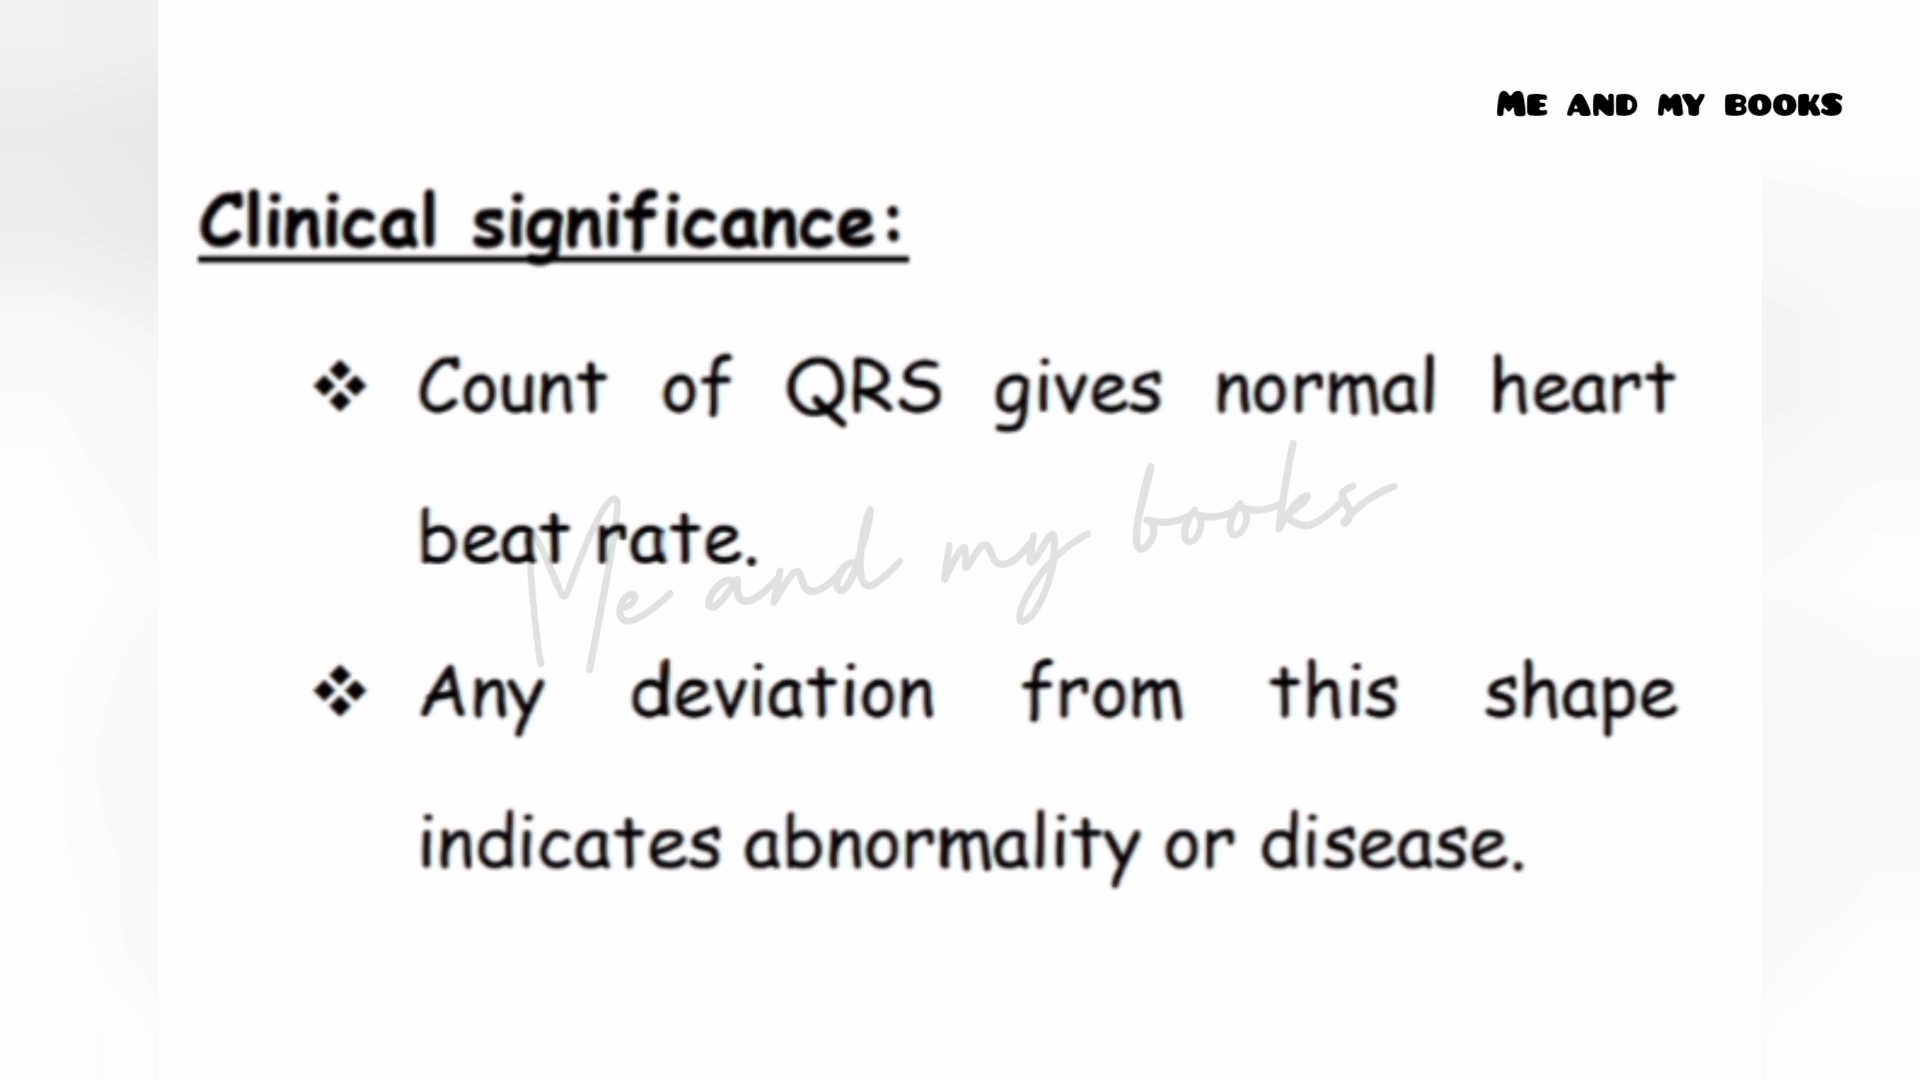 ME AND MY BOOKS
Clinical significance:
❖ Count of QRS gives normal heart
beat rate.
Me and my books
❖ Any deviation from this shape
indicates abnormality or disease.